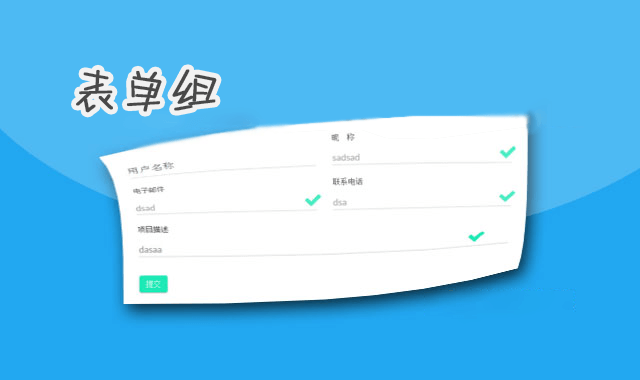 表单组
用户名称
昵 称
sadsad
电子邮件
联系电话
dsad
dsa
项目描述
dasaa
提交